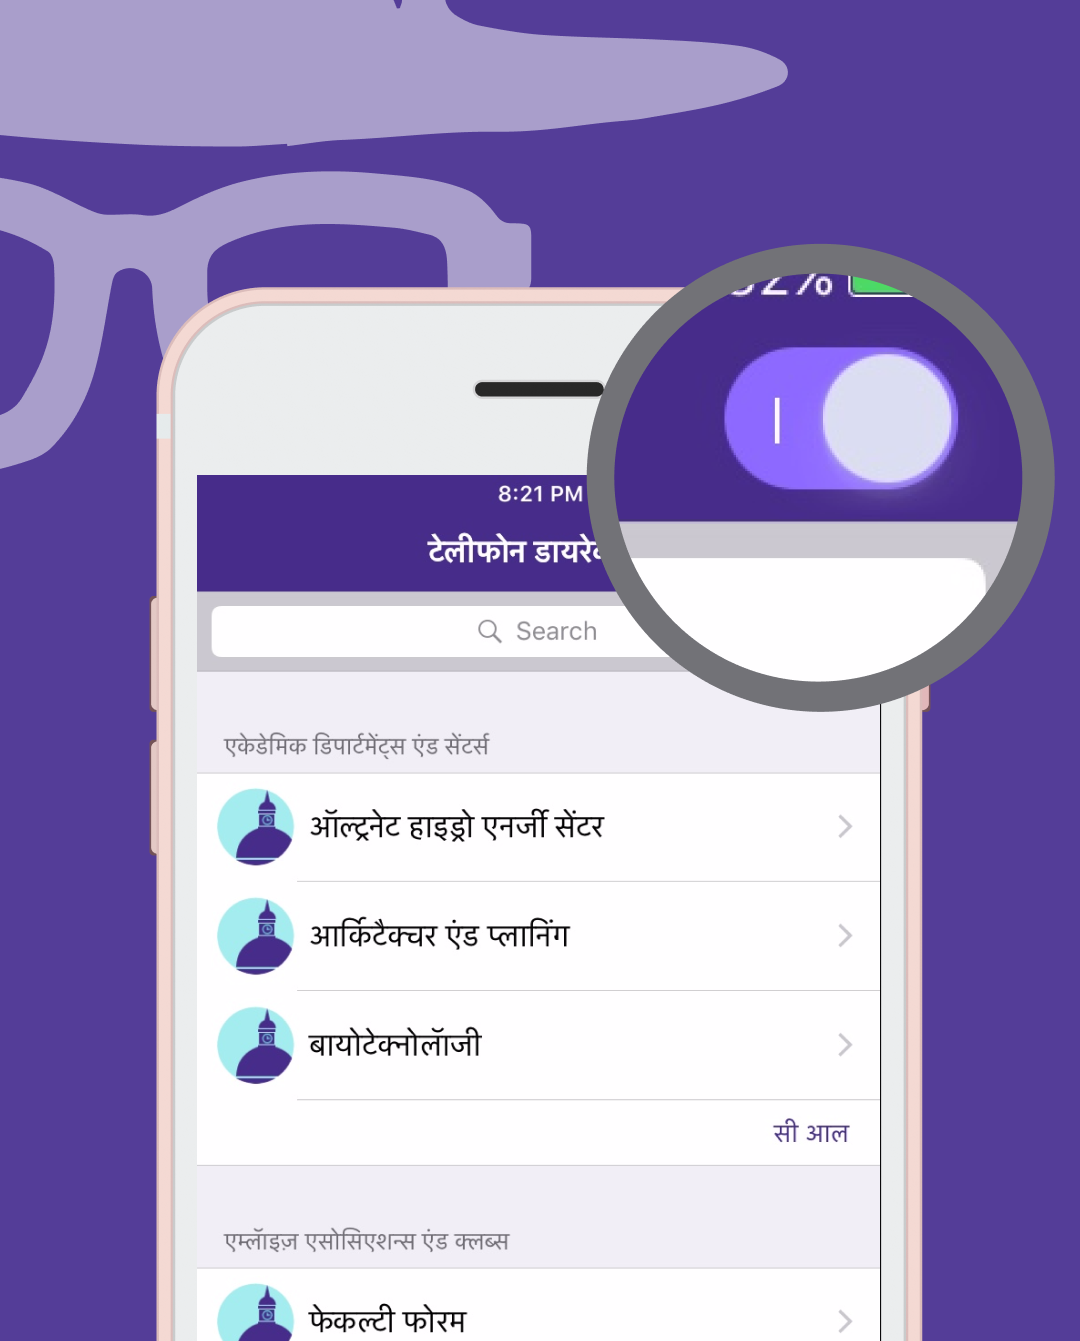 8:21 PM
टेलीफोन
Search
एकेडेमिक डिपार्टमेंट्स एंड सेंटर्स
ऑल्ट्रनेट हाइड्रो एनर्जी सेंटर
आर्किटैक्चर एंड प्लानिंग
बायोटेक्नोलॅाजी
सी आल
एम्लॅाइज़ एसोसिएशन्स एंड क्लब्स
फेकल्टी फोरम